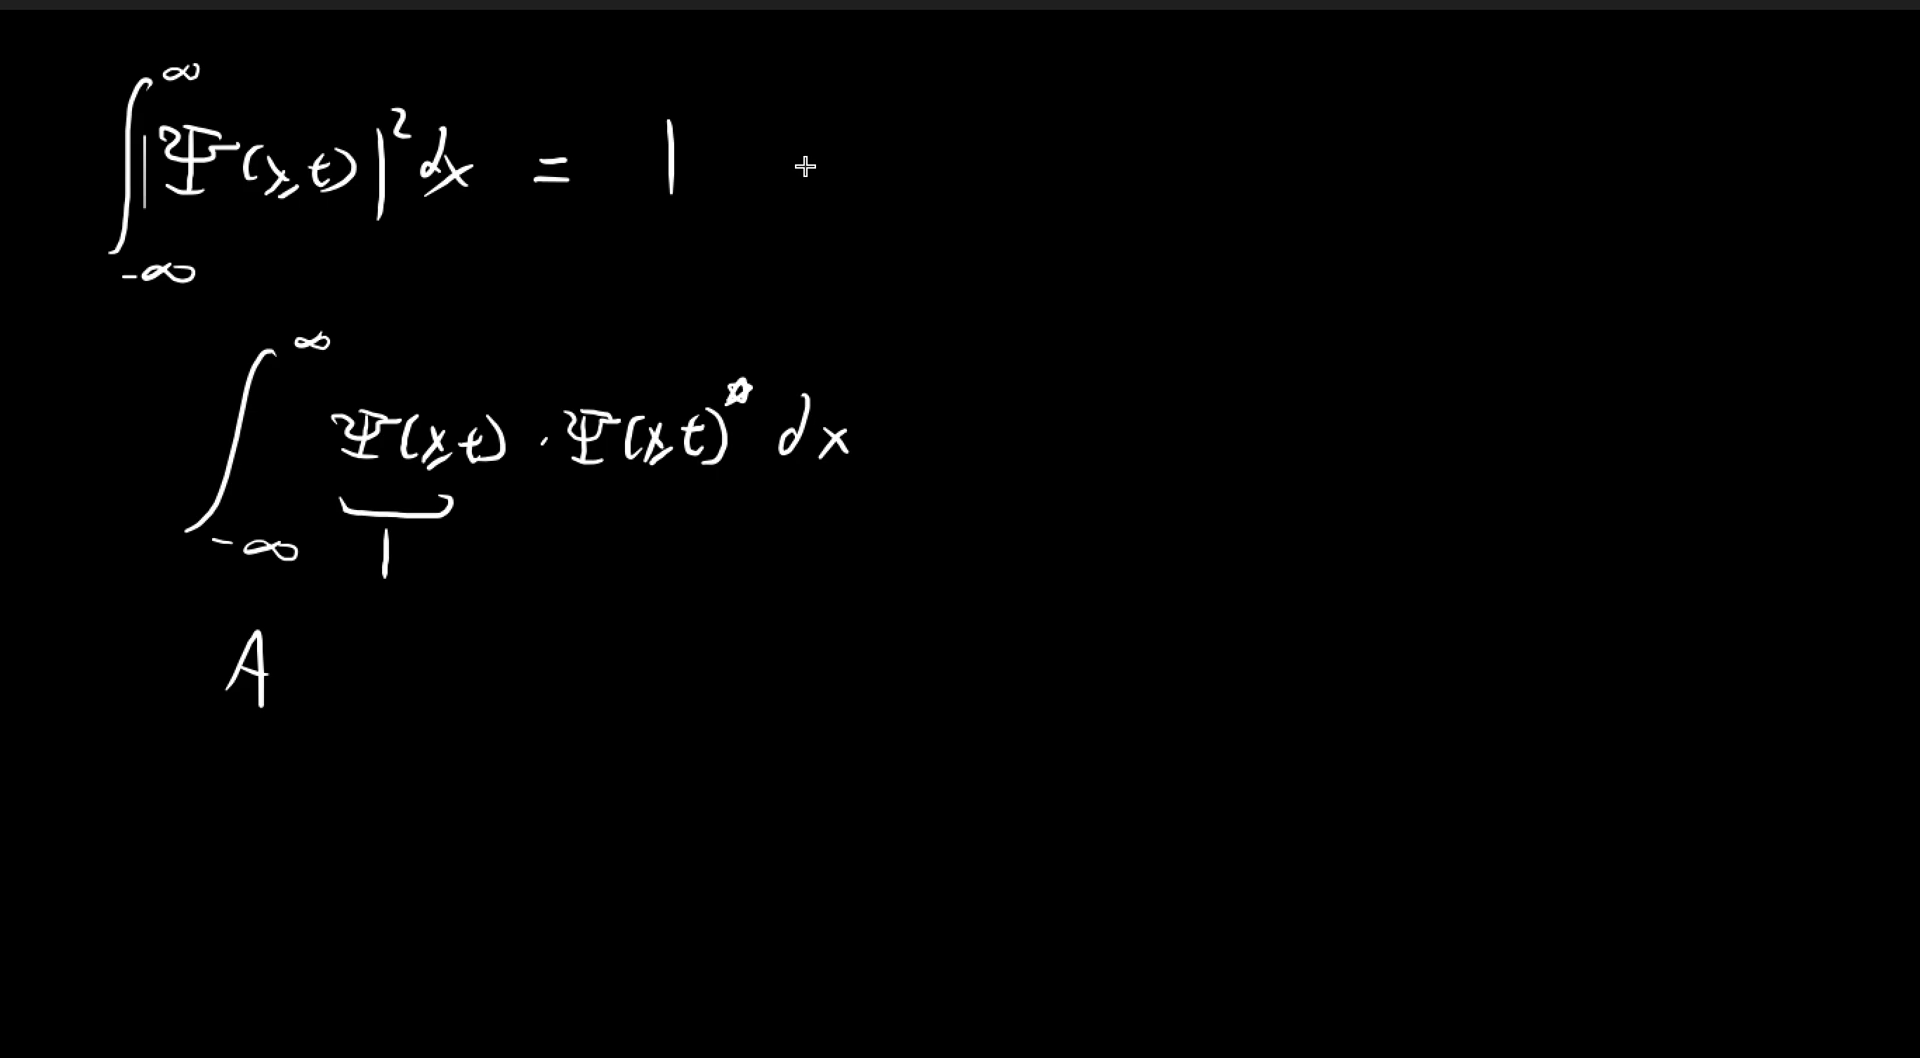 ∫_{-∞}^{∞} |Ψ(x,t)|² dx = 1
∫_{-∞}^{∞} Ψ(x,t) · Ψ(x,t)* dx
1
A